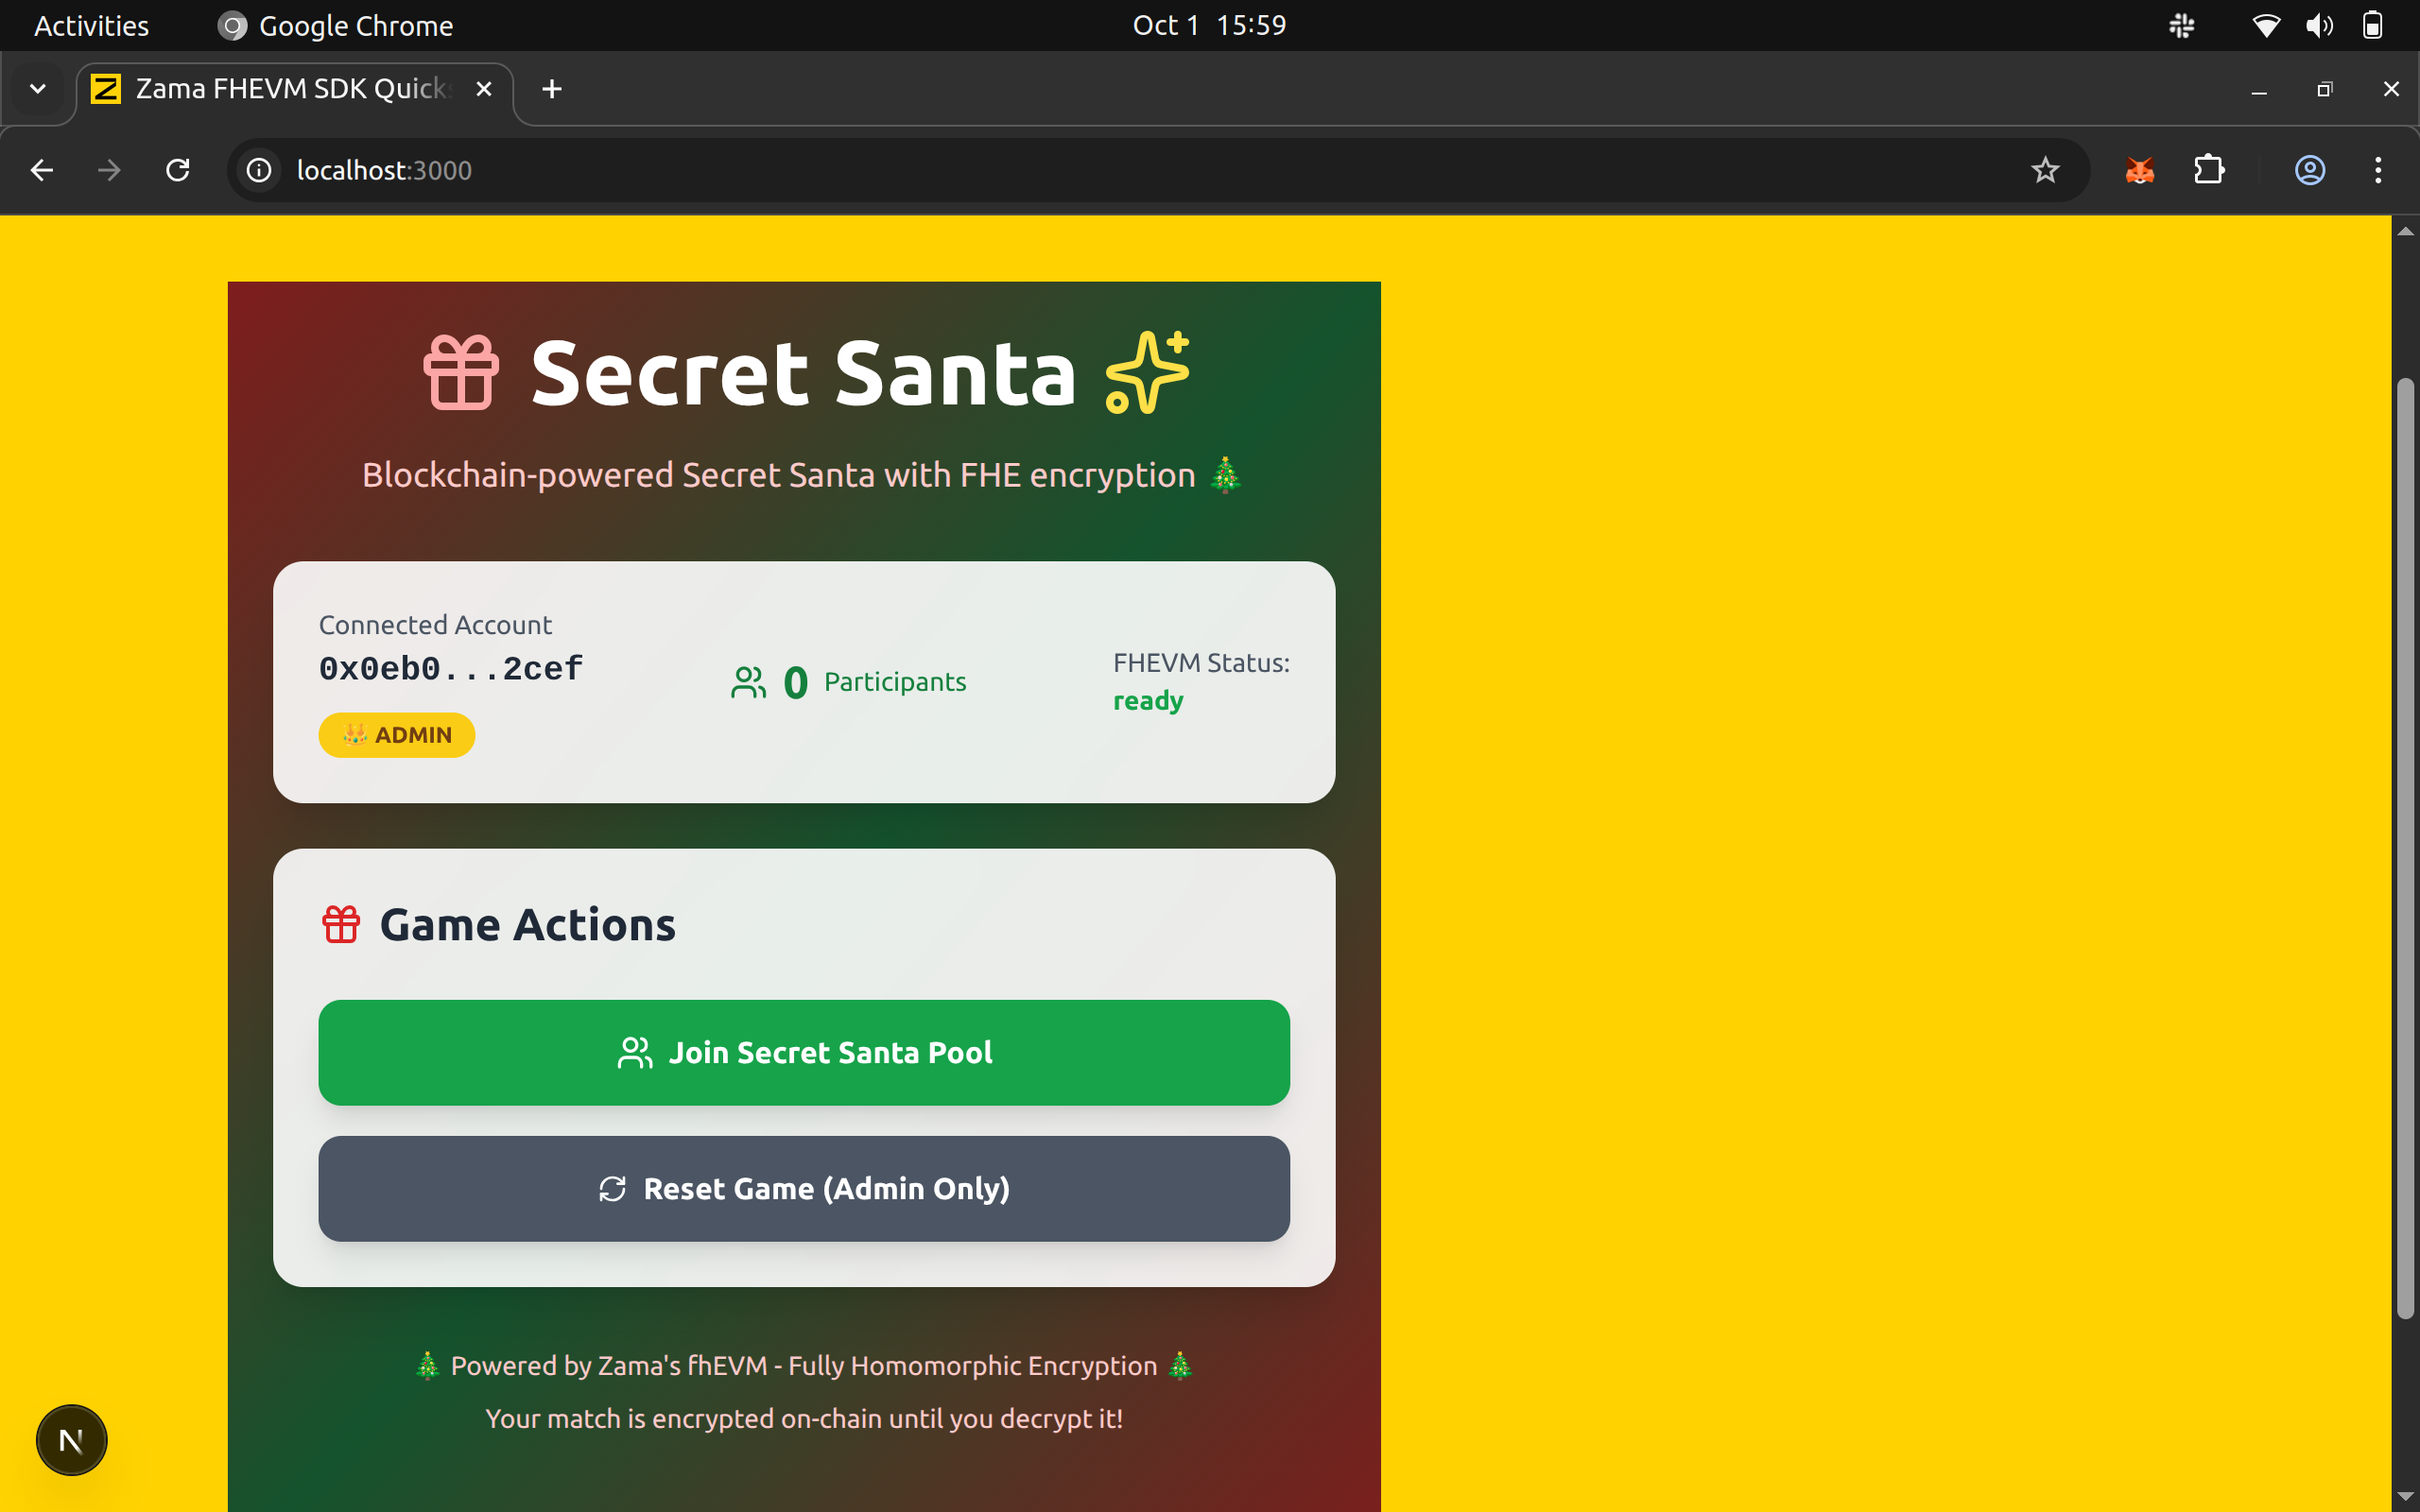 Activities
Google Chrome
Oct 1 15:59
Zama FHEVM SDK Quick
localhost:3000
Secret Santa
Blockchain-powered Secret Santa with FHE encryption 🎄
Connected Account
0x0eb0...2cef
👑 ADMIN
0 Participants
FHEVM Status:
ready
Game Actions
Join Secret Santa Pool
Reset Game (Admin Only)
🎄 Powered by Zama's fhEVM - Fully Homomorphic Encryption 🎄
Your match is encrypted on-chain until you decrypt it!
N